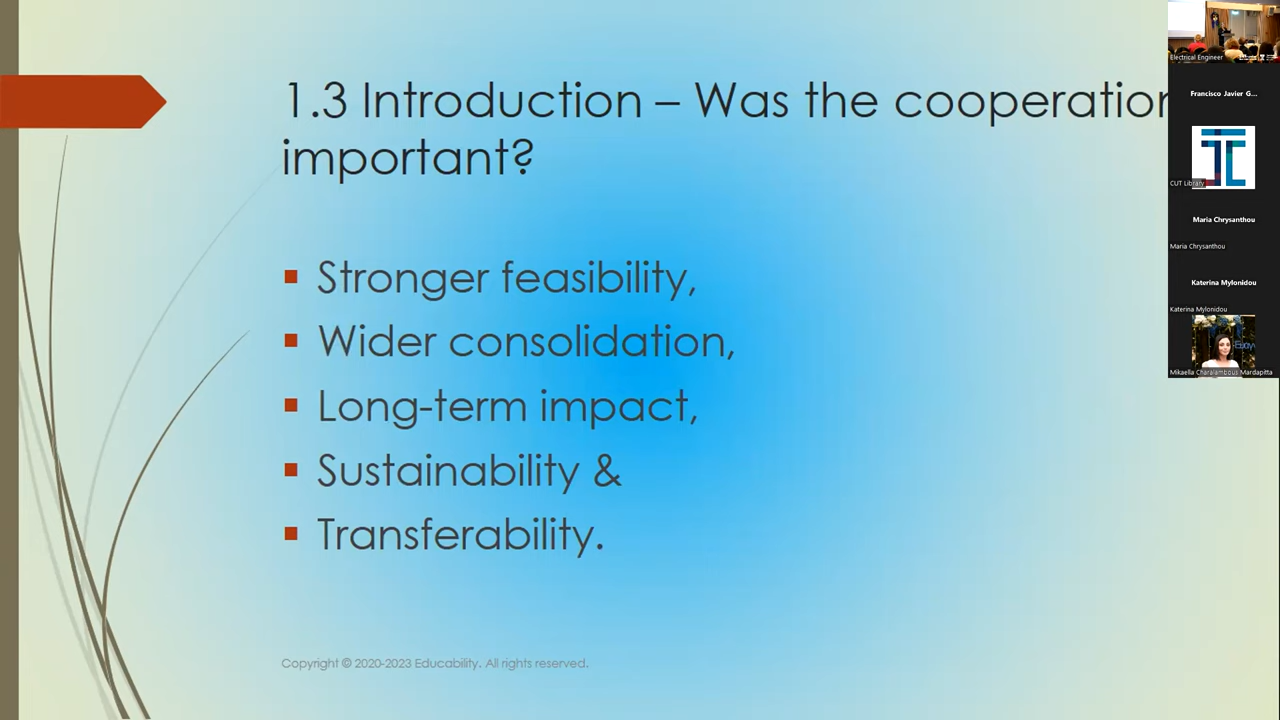 1.3 Introduction – Was the cooperation
important?
Stronger feasibility,
Wider consolidation,
Long-term impact,
Sustainability &
Transferability.
Copyright © 2020-2023 Educability. All rights reserved.
Electrical Engineer
Francisco Javier G...
CUT Library
Maria Chrysanthou
Maria Chrysanthou
Katerina Mylonidou
Katerina Mylonidou
Mikaella Charalambous Mardapitta